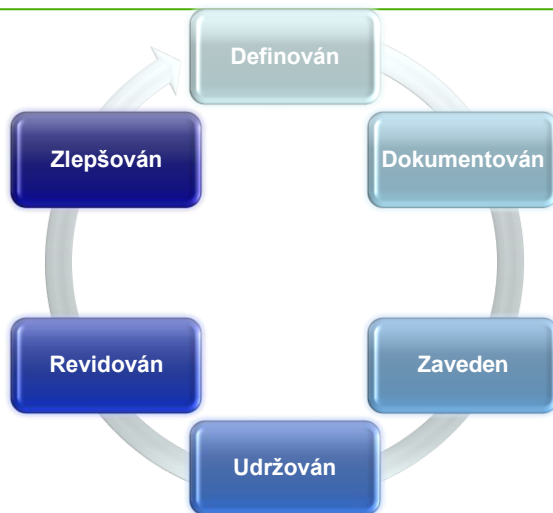 Definován
Dokumentován
Zaveden
Udržován
Revidován
Zlepšován